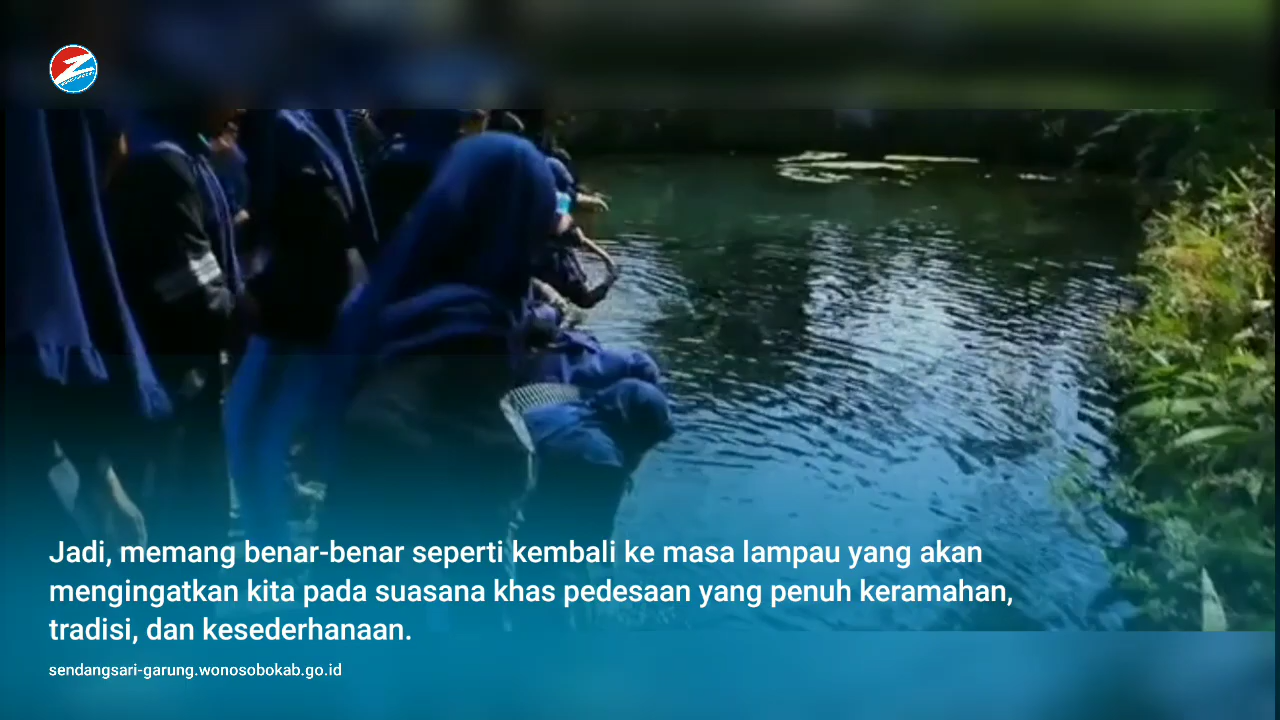 Jadi, memang benar-benar seperti kembali ke masa lampau yang akan
mengingatkan kita pada suasana khas pedesaan yang penuh keramahan,
tradisi, dan kesederhanaan.
sendangsari-garung.wonosobokab.go.id